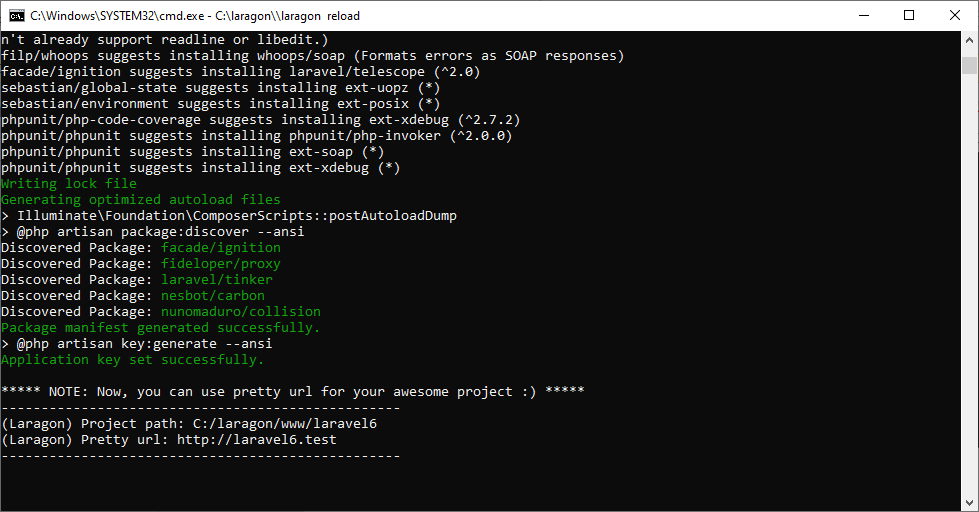 C:\Windows\SYSTEM32\cmd.exe - C:\laragon\\laragon  reload
n't already support readline or libedit.)
filp/whoops suggests installing whoops/soap (Formats errors as SOAP responses)
facade/ignition suggests installing laravel/telescope (^2.0)
sebastian/global-state suggests installing ext-uopz (*)
sebastian/environment suggests installing ext-posix (*)
phpunit/php-code-coverage suggests installing ext-xdebug (^2.7.2)
phpunit/phpunit suggests installing phpunit/php-invoker (^2.0.0)
phpunit/phpunit suggests installing ext-soap (*)
phpunit/phpunit suggests installing ext-xdebug (*)
Writing lock file
Generating optimized autoload files
> Illuminate\Foundation\ComposerScripts::postAutoloadDump
> @php artisan package:discover --ansi
Discovered Package: facade/ignition
Discovered Package: fideloper/proxy
Discovered Package: laravel/tinker
Discovered Package: nesbot/carbon
Discovered Package: nunomaduro/collision
Package manifest generated successfully.
> @php artisan key:generate --ansi
Application key set successfully.
***** NOTE: Now, you can use pretty url for your awesome project :) *****
--------------------------------------------------
(Laragon) Project path: C:/laragon/www/laravel6
(Laragon) Pretty url: http://laravel6.test
--------------------------------------------------